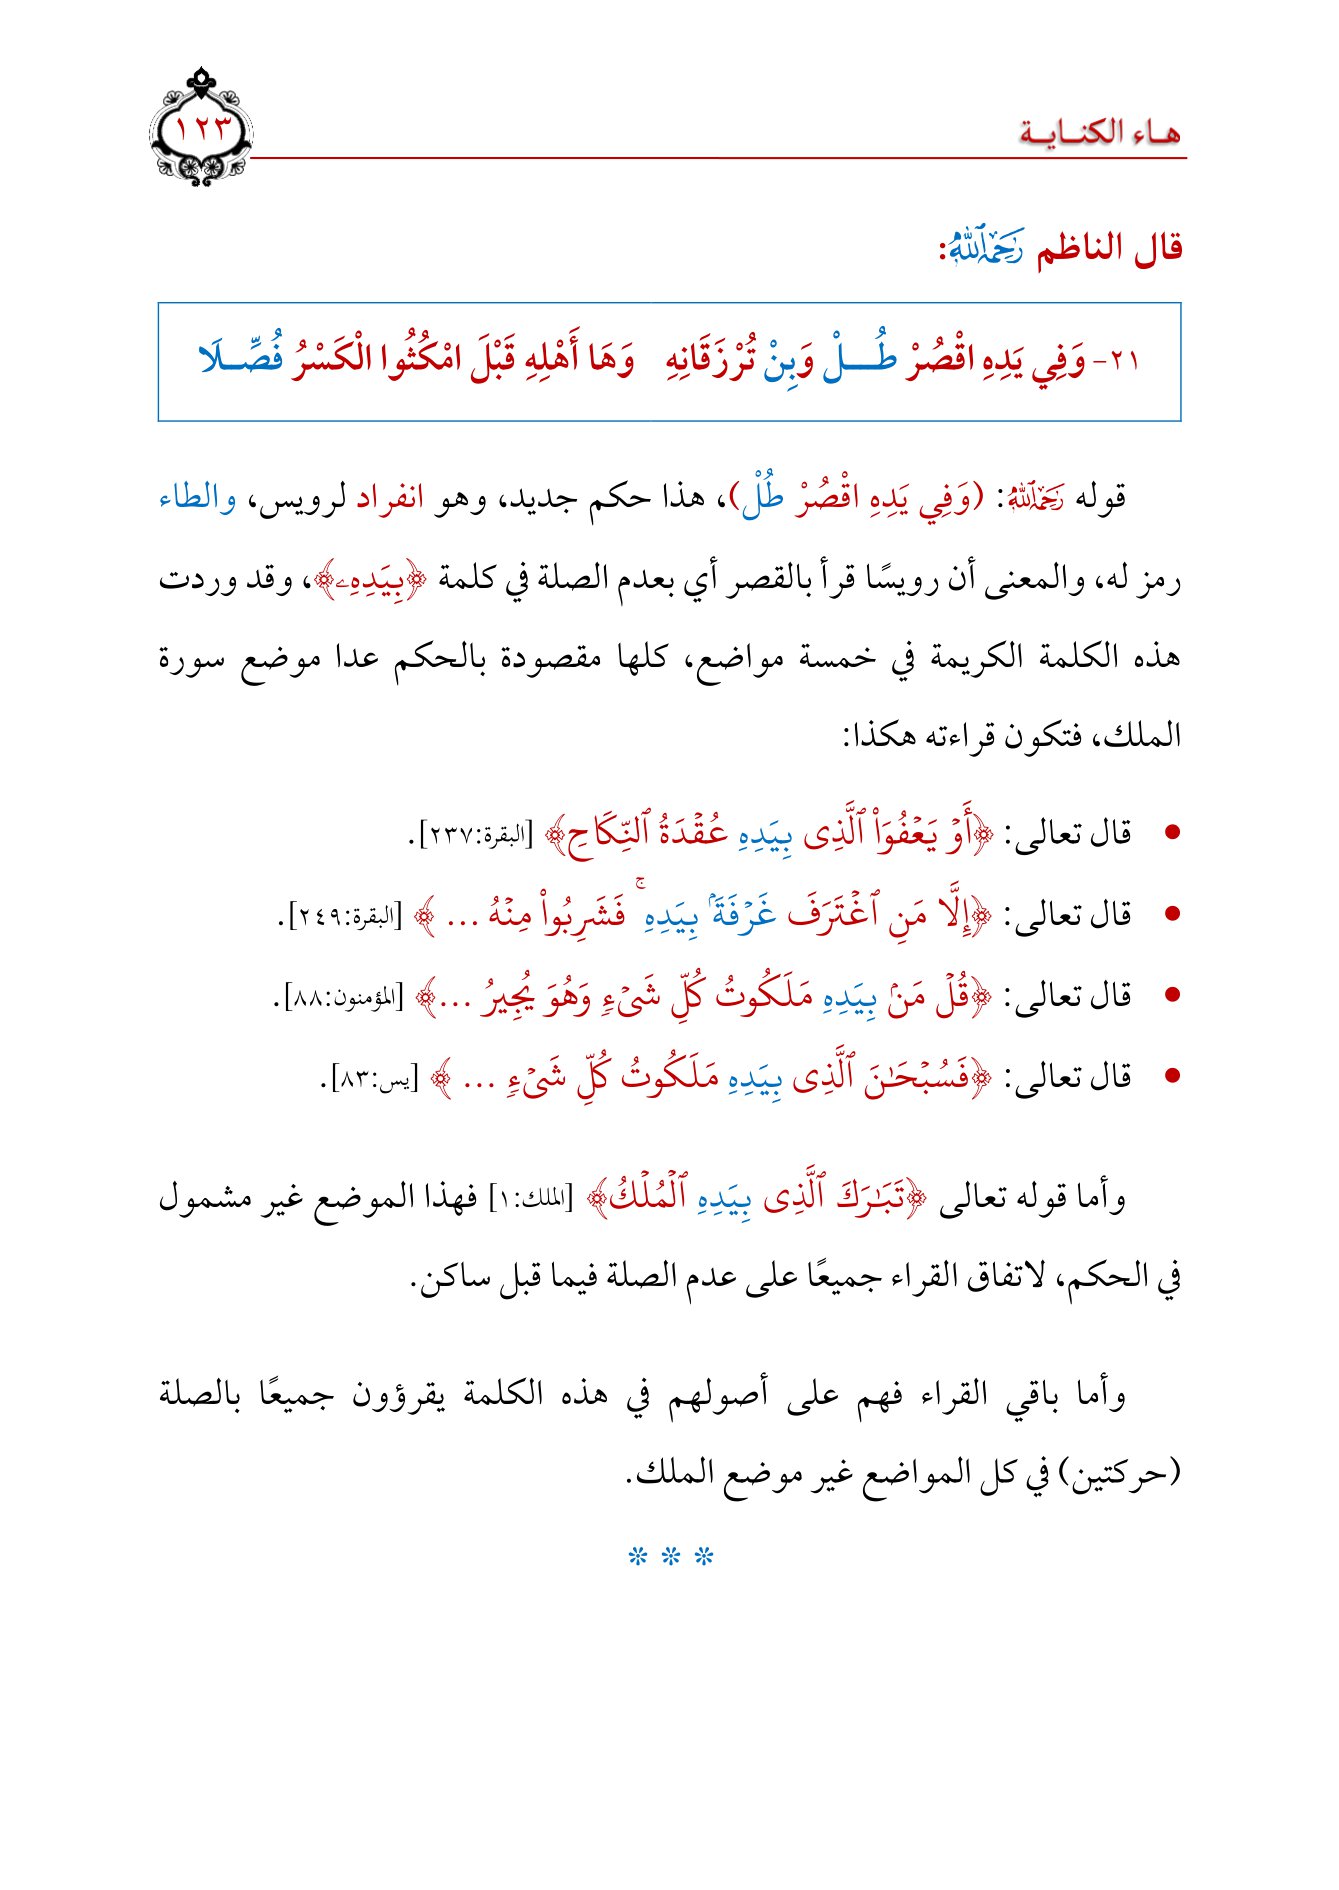 هاء الكناية
١٢٣
قال الناظم رَحِمَهُ ٱللَّهُ:
٢١- وَفِي يَدِهِ اقْصُرْ طُلْ وَبِنْ تُرْزَقَانِهِ وَهَا أَهْلِهِ قَبْلَ امْكُثُوا الْكَسْرُ فُصِّلَا
قوله رَحِمَهُ ٱللَّهُ: (وَفِي يَدِهِ اقْصُرْ طُلْ)، هذا حكم جديد، وهو انفراد لرويس، والطاء
رمز له، والمعنى أن رويسًا قرأ بالقصر أي بعدم الصلة في كلمة ﴿بِيَدِهِۦ﴾، وقد وردت
هذه الكلمة الكريمة في خمسة مواضع، كلها مقصودة بالحكم عدا موضع سورة
الملك، فتكون قراءته هكذا:
• قال تعالى: ﴿أَوۡ يَعۡفُوَاْ ٱلَّذِى بِيَدِهِ عُقۡدَةُ ٱلنِّكَاحِ﴾ [البقرة:٢٣٧].
• قال تعالى: ﴿إِلَّا مَنِ ٱغۡتَرَفَ غَرۡفَةَۢ بِيَدِهِۚ فَشَرِبُواْ مِنۡهُ ... ﴾ [البقرة:٢٤٩].
• قال تعالى: ﴿قُلۡ مَنۢ بِيَدِهِ مَلَكُوتُ كُلِّ شَىۡءٖ وَهُوَ يُجِيرُ ...﴾ [المؤمنون:٨٨].
• قال تعالى: ﴿فَسُبۡحَـٰنَ ٱلَّذِى بِيَدِهِ مَلَكُوتُ كُلِّ شَىۡءٖ ... ﴾ [يس:٨٣].
وأما قوله تعالى ﴿تَبَـٰرَكَ ٱلَّذِى بِيَدِهِ ٱلۡمُلۡكُ﴾ [الملك:١] فهذا الموضع غير مشمول
في الحكم، لاتفاق القراء جميعًا على عدم الصلة فيما قبل ساكن.
وأما باقي القراء فهم على أصولهم في هذه الكلمة يقرؤون جميعًا بالصلة
(حركتين) في كل المواضع غير موضع الملك.
* * *